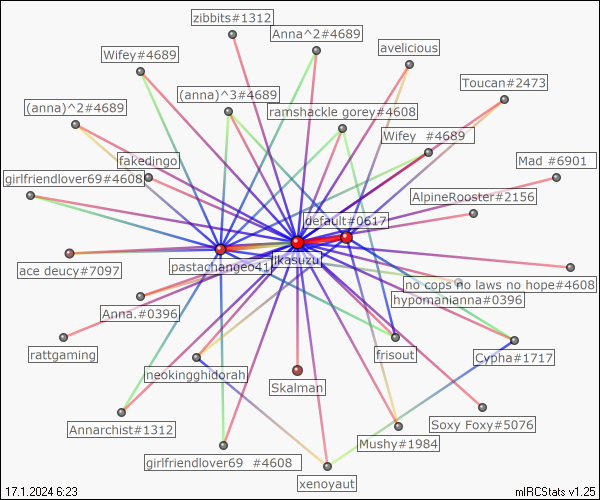 zibbits#1312
Anna^2#4689
avelicious
Wifey#4689
Toucan#2473
(anna)^3#4689
(anna)^2#4689
ramshackle gorey#4608
Wifey #4689
fakedingo
Mad #6901
girlfriendlover69#4608
AlpineRooster#2156
default#0617
ikasuzu
pastachangeo41
ace deucy#7097
no cops no laws no hope#4608
hypomanianna#0396
Anna.#0396
rattgaming
frisout
Cypha#1717
neokingghidorah
Skalman
Soxy Foxy#5076
Annarchist#1312
Mushy#1984
girlfriendlover69 #4608
xenoyaut
17.1.2024 6:23
mIRCStats v1.25